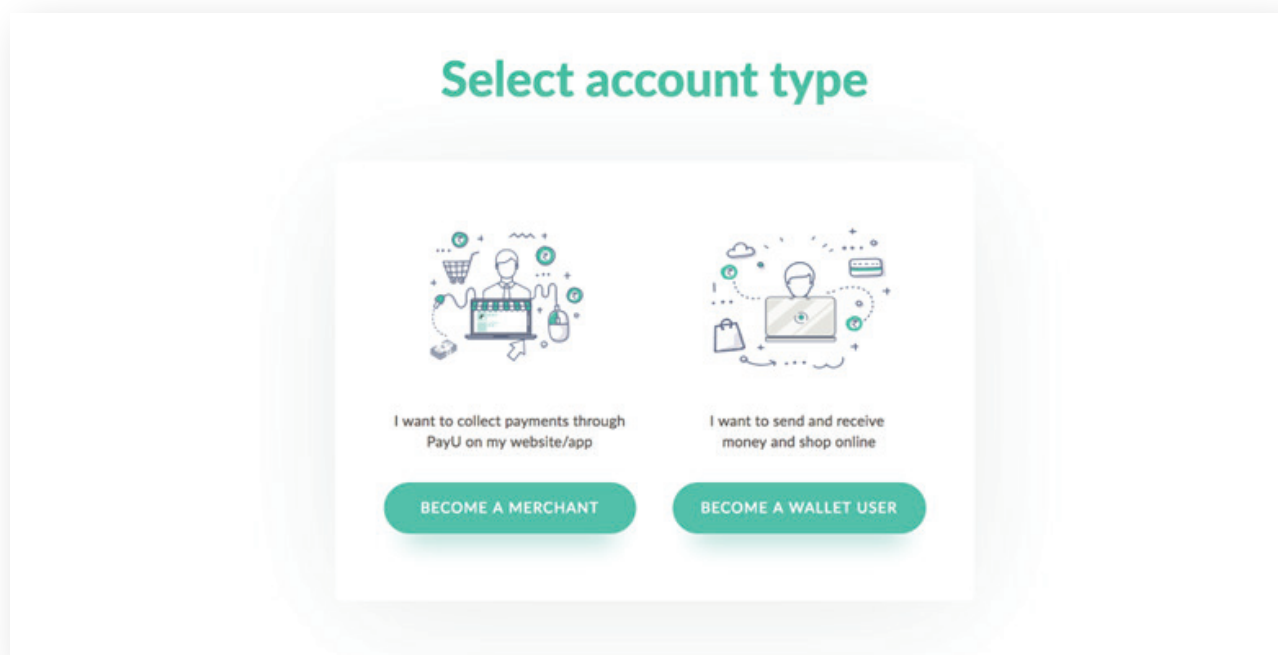 Select account type
I want to collect payments through
PayU on my website/app
I want to send and receive
money and shop online
BECOME A MERCHANT
BECOME A WALLET USER